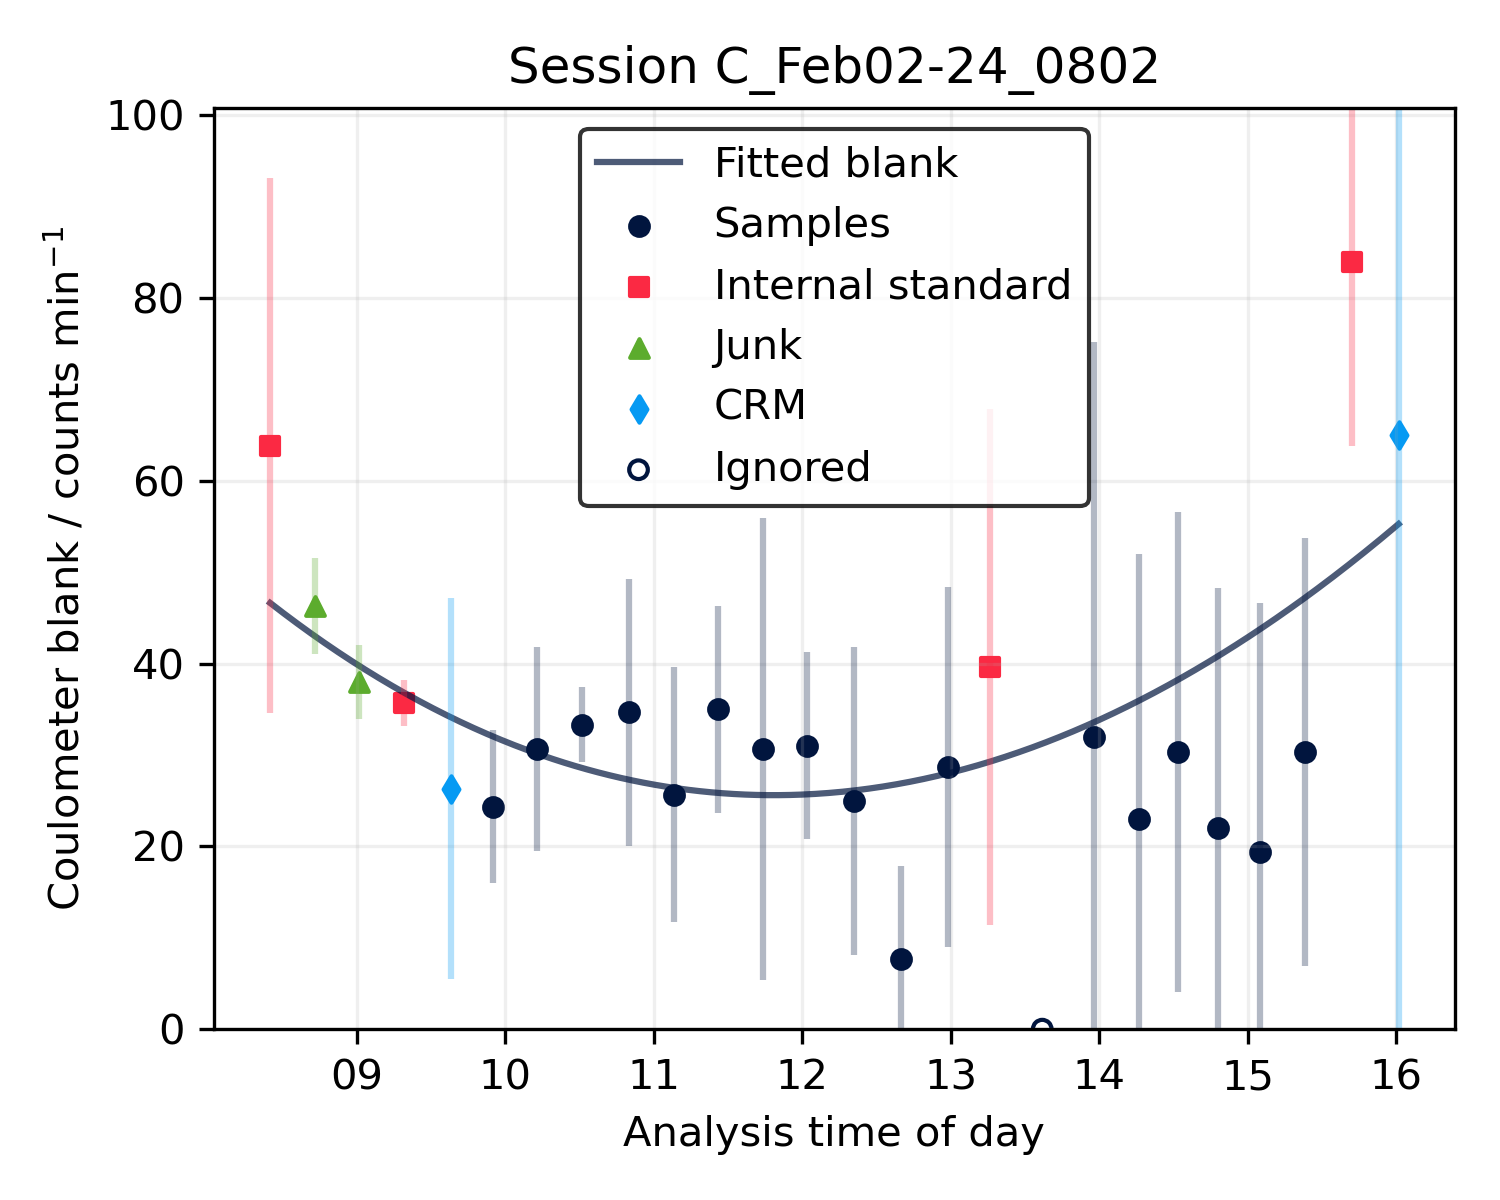 Session C_Feb02-24_0802
Coulometer blank / counts min⁻¹
100
80
60
40
20
0
Fitted blank
Samples
Internal standard
Junk
CRM
Ignored
09 10 11 12 13 14 15 16
Analysis time of day